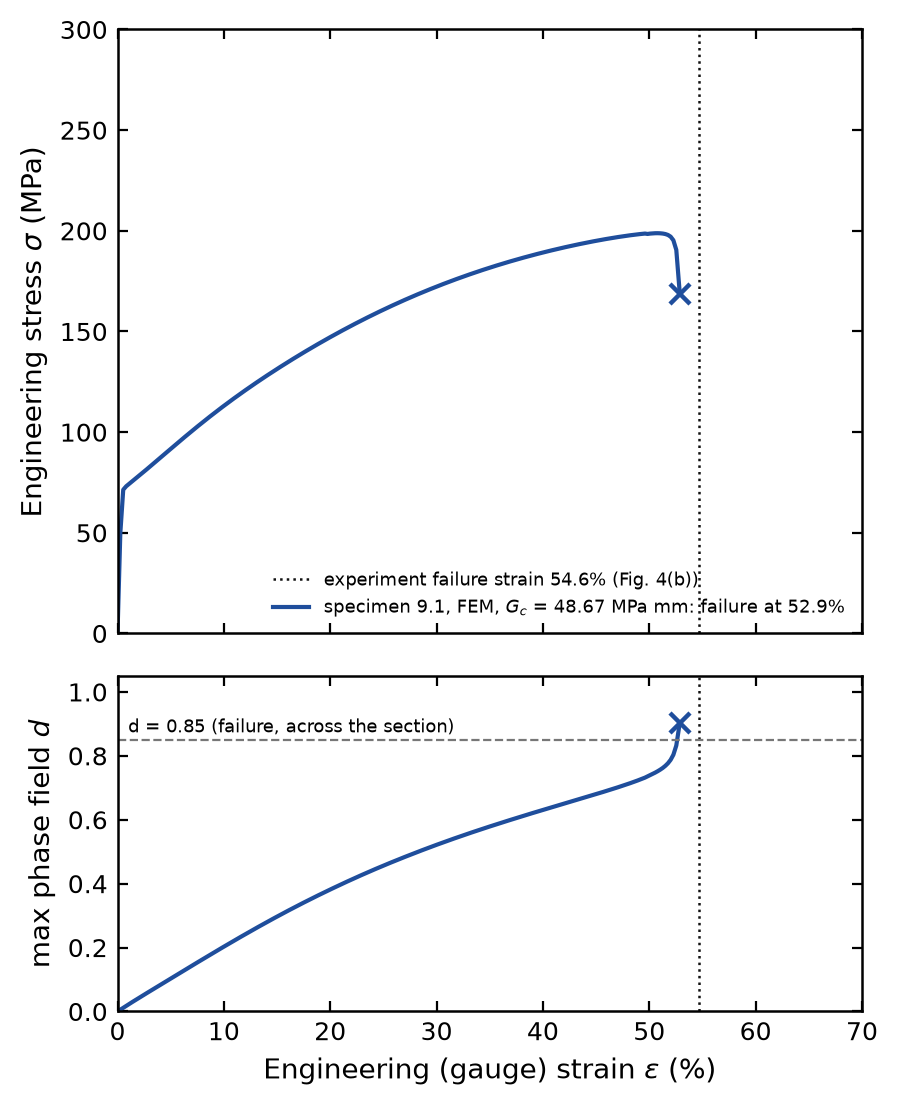 300
250
200
150
100
50
0
Engineering stress σ (MPa)
experiment failure strain 54.6% (Fig. 4(b))
specimen 9.1, FEM, G_c = 48.67 MPa mm: failure at 52.9%
1.0
0.8
0.6
0.4
0.2
0.0
max phase field d
d = 0.85 (failure, across the section)
0 10 20 30 40 50 60 70
Engineering (gauge) strain ε (%)